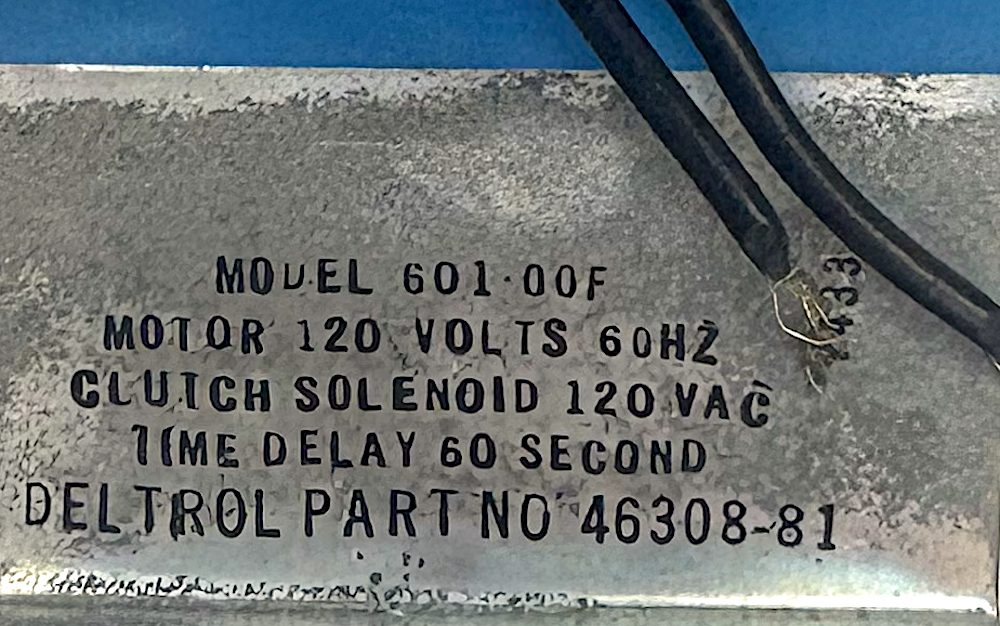 MODEL 601·00F
MOTOR 120 VOLTS 60HZ
CLUTCH SOLENOID 120 VAC
TIME DELAY 60 SECOND
DELTROL PART NO 46308-81